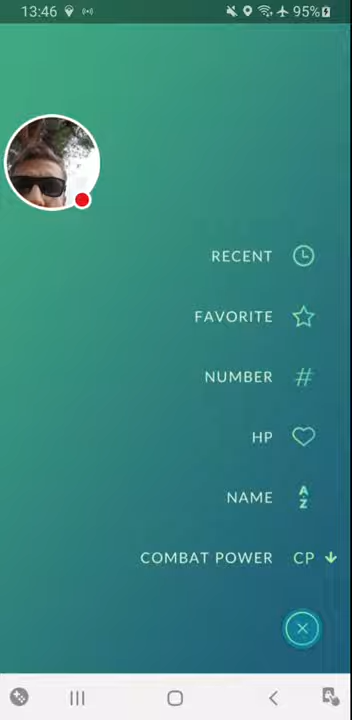 13:46 95%
RECENT
FAVORITE
NUMBER #
HP
NAME A Z
COMBAT POWER CP